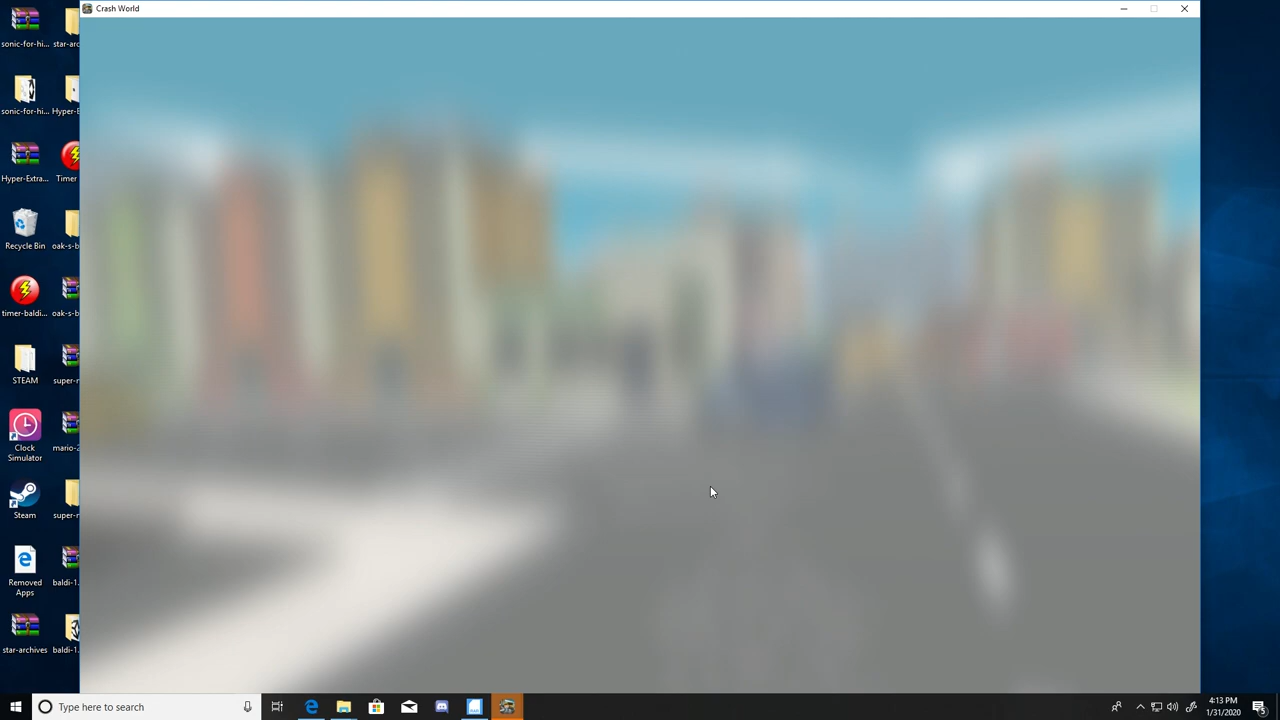 Crash World
sonic-for-hi...
star-arc
sonic-for-hi...
Hyper-E
Hyper-Extra...
Timer
Recycle Bin
oak-s-b
timer-baldi...
oak-s-b
STEAM
super-r
Clock
Simulator
mario-2
Steam
super-r
Removed
Apps
baldi-1.
star-archives
baldi-1.
Type here to search
4:13 PM
1/31/2020
5